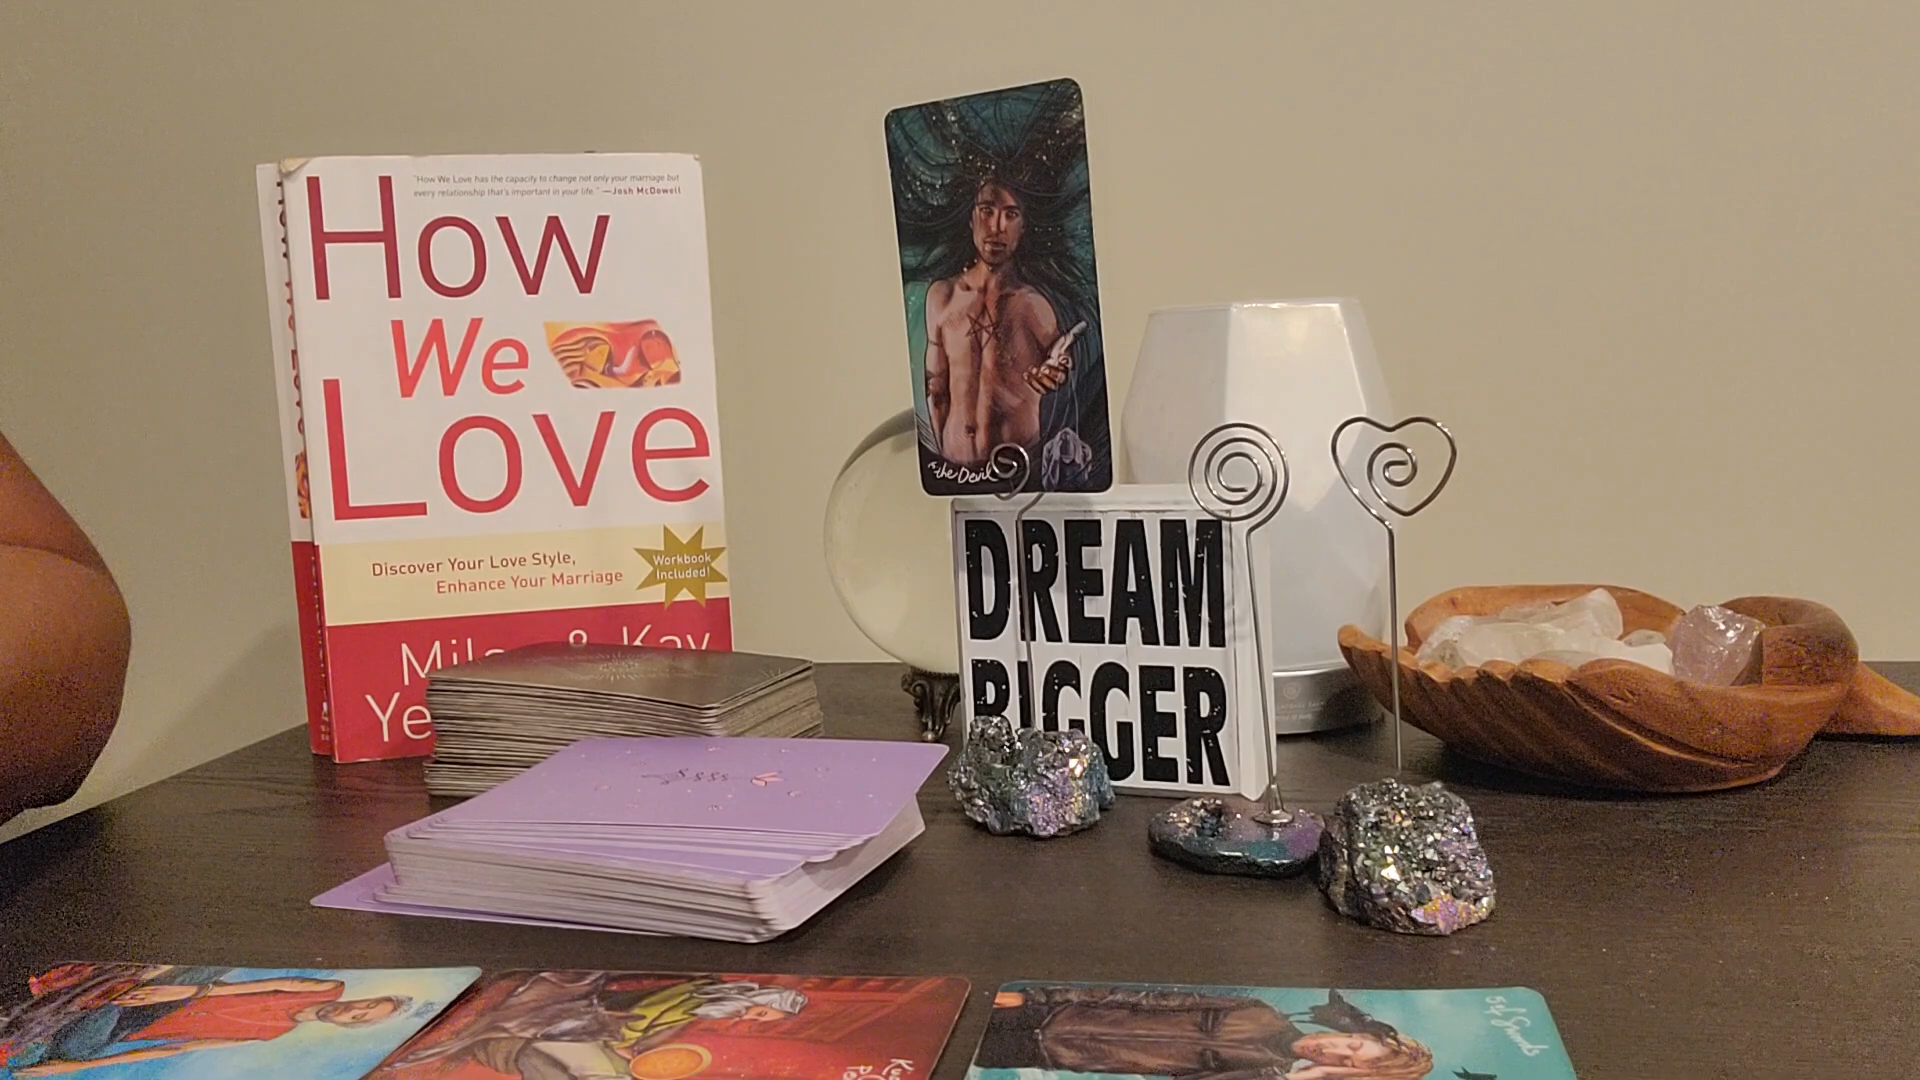 "How We Love has the capacity to change not only your marriage but
every relationship that's important in your life." —Josh McDowell
How
We
Love
Discover Your Love Style,
Enhance Your Marriage
Workbook
Included!
& Kay
Ye
the Devil
DREAM
BIGGER
5 of Swords